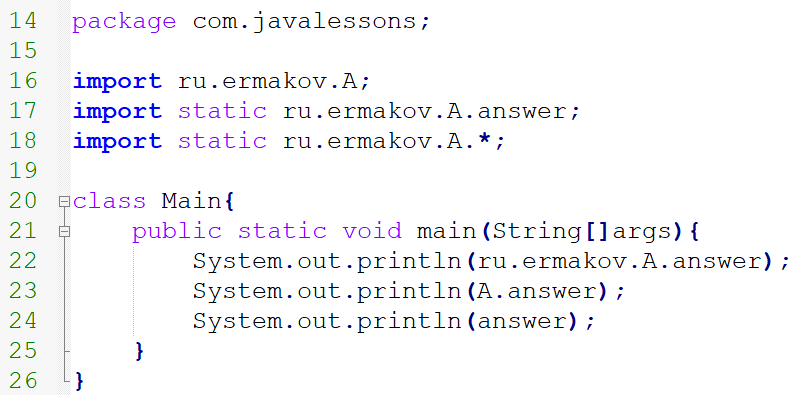 14 package com.javalessons;
15
16 import ru.ermakov.A;
17 import static ru.ermakov.A.answer;
18 import static ru.ermakov.A.*;
19
20 class Main{
21     public static void main(String[]args){
22         System.out.println(ru.ermakov.A.answer);
23         System.out.println(A.answer);
24         System.out.println(answer);
25     }
26 }